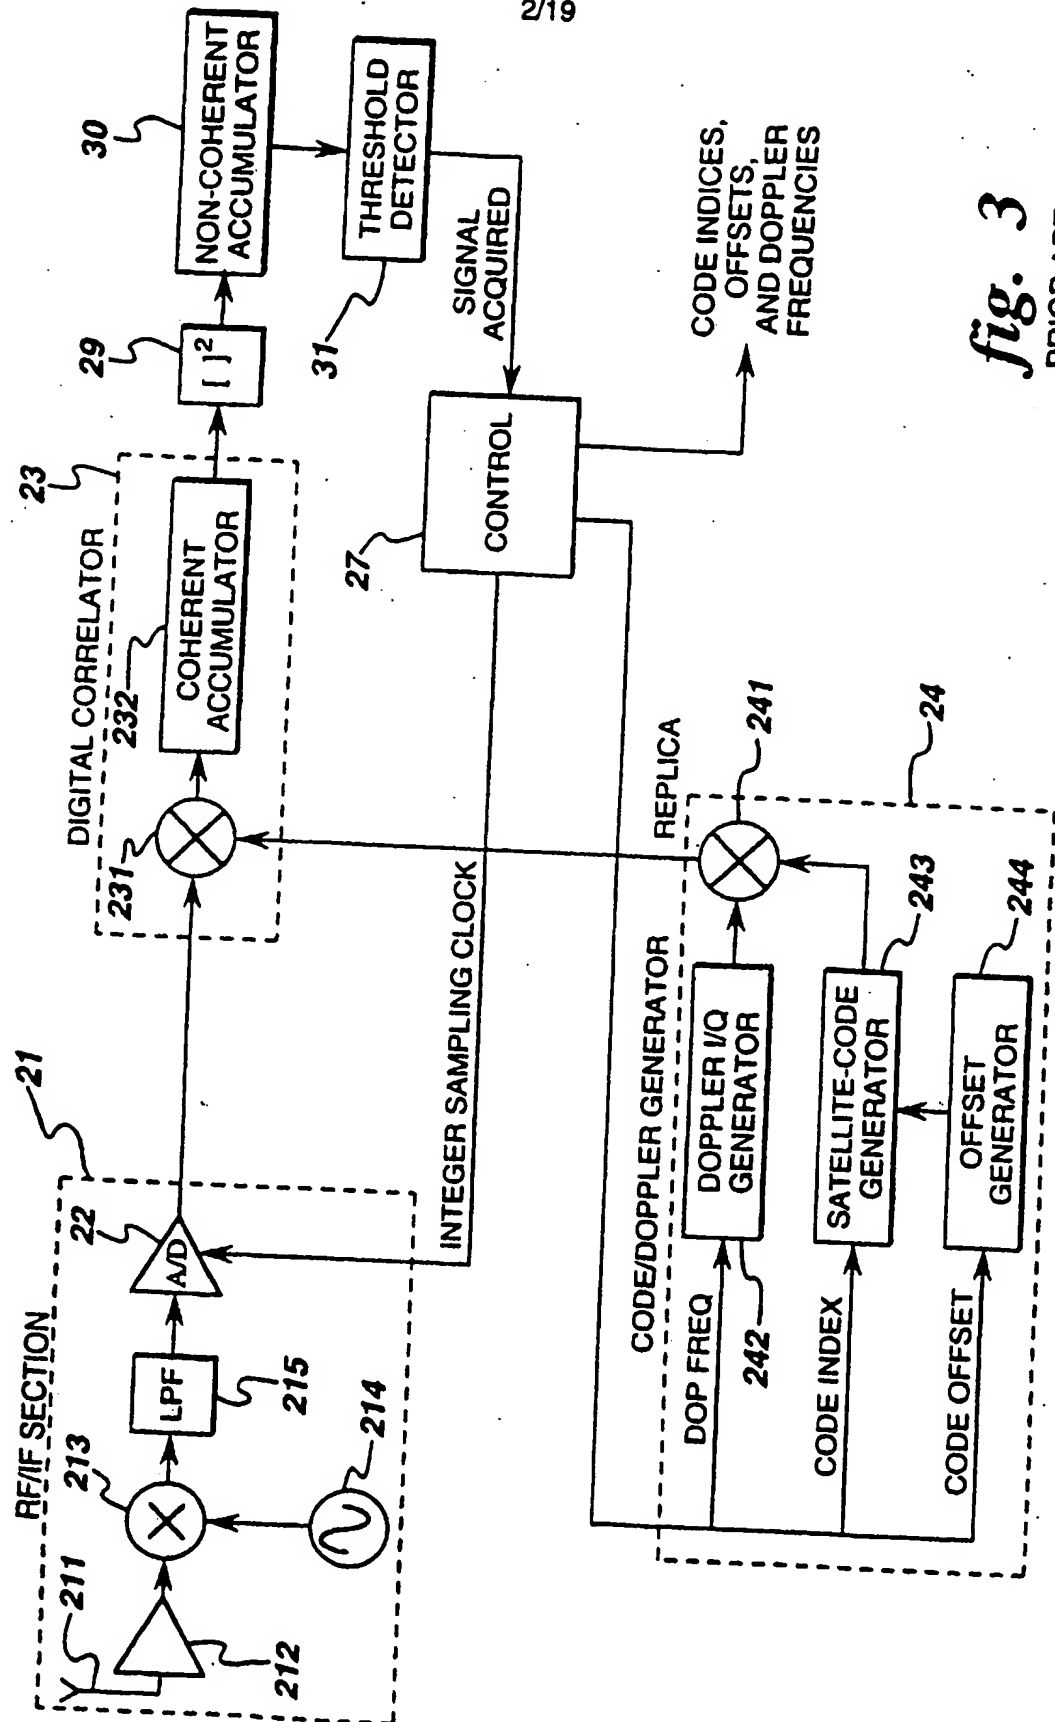 2/19
RF/IF SECTION
211
212
213
214
LPF
215
22
A/D
21
INTEGER SAMPLING CLOCK
DIGITAL CORRELATOR
231
232
COHERENT
ACCUMULATOR
23
29
[ ]²
30
NON-COHERENT
ACCUMULATOR
THRESHOLD
DETECTOR
31
SIGNAL
ACQUIRED
27
CONTROL
CODE INDICES,
OFFSETS,
AND DOPPLER
FREQUENCIES
CODE/DOPPLER GENERATOR
REPLICA
241
24
DOP FREQ
DOPPLER I/Q
GENERATOR
242
CODE INDEX
SATELLITE-CODE
GENERATOR
243
CODE OFFSET
OFFSET
GENERATOR
244
fig. 3
PRIOR ART